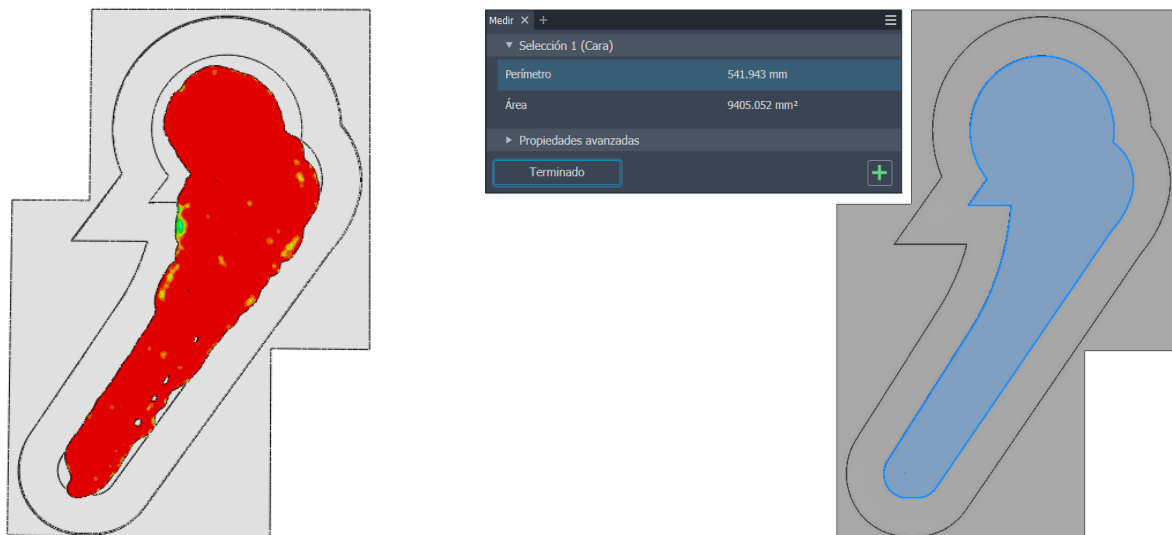 Medir
Selección 1 (Cara)
Perímetro 541.943 mm
Área 9405.052 mm²
Propiedades avanzadas
Terminado